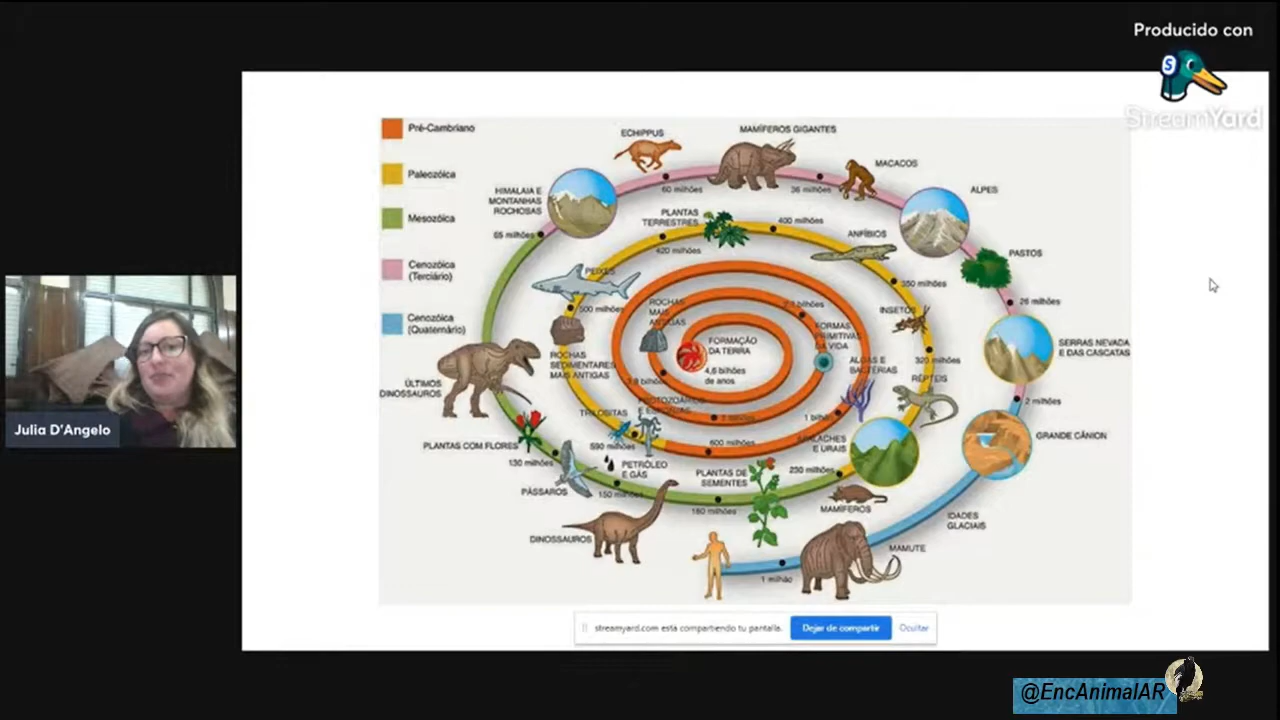 Producido con
StreamYard
Pré-Cambriano
Paleozóica
Mesozóica
Cenozóica
(Terciário)
Cenozóica
(Quaternário)
ECHIPPUS
MAMÍFEROS GIGANTES
MACACOS
ALPES
PASTOS
60 milhões
36 milhões
HIMALAIA E
MONTANHAS
ROCHOSAS
65 milhões
26 milhões
SERRAS NEVADA
E DAS CASCATAS
2 milhões
GRANDE CÂNION
IDADES
GLACIAIS
MAMUTE
1 milhão
PLANTAS
TERRESTRES
420 milhões
400 milhões
ANFÍBIOS
350 milhões
INSETOS
320 milhões
RÉPTEIS
PEIXES
500 milhões
ROCHAS
SEDIMENTARES
MAIS ANTIGAS
TRILOBITAS
590 milhões
ROCHAS
MAIS
ANTIGAS
FORMAÇÃO
DA TERRA
4,6 bilhões
de anos
FORMAS
PRIMITIVAS
DA VIDA
ALGAS E
BACTÉRIAS
600 milhões
E URAIS
230 milhões
MAMÍFEROS
PLANTAS DE
SEMENTES
180 milhões
PETRÓLEO
E GÁS
150 milhões
PÁSSAROS
130 milhões
PLANTAS COM FLORES
ÚLTIMOS
DINOSSAUROS
DINOSSAUROS
Julia D'Angelo
streamyard.com está compartiendo tu pantalla.
Dejar de compartir
Ocultar
@EncAnimalAR